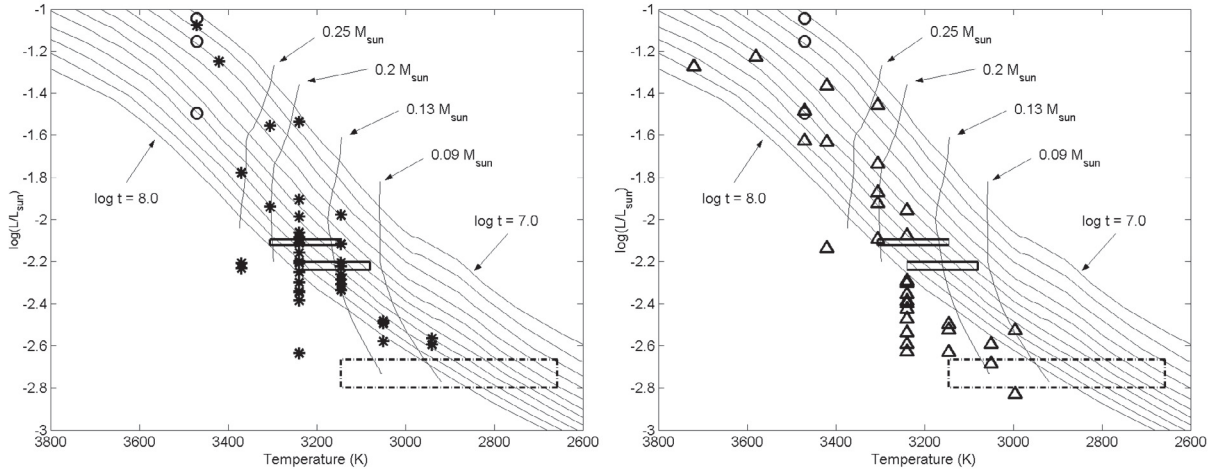 -1
-1.2
-1.4
-1.6
-1.8
-2
-2.2
-2.4
-2.6
-2.8
-3
log(L/Lsun)
3800 3600 3400 3200 3000 2800 2600
Temperature (K)
0.25 Msun
0.2 Msun
0.13 Msun
0.09 Msun
log t = 8.0
log t = 7.0
-1
-1.2
-1.4
-1.6
-1.8
-2
-2.2
-2.4
-2.6
-2.8
-3
log(L/Lsun)
3800 3600 3400 3200 3000 2800 2600
Temperature (K)
0.25 Msun
0.2 Msun
0.13 Msun
0.09 Msun
log t = 8.0
log t = 7.0